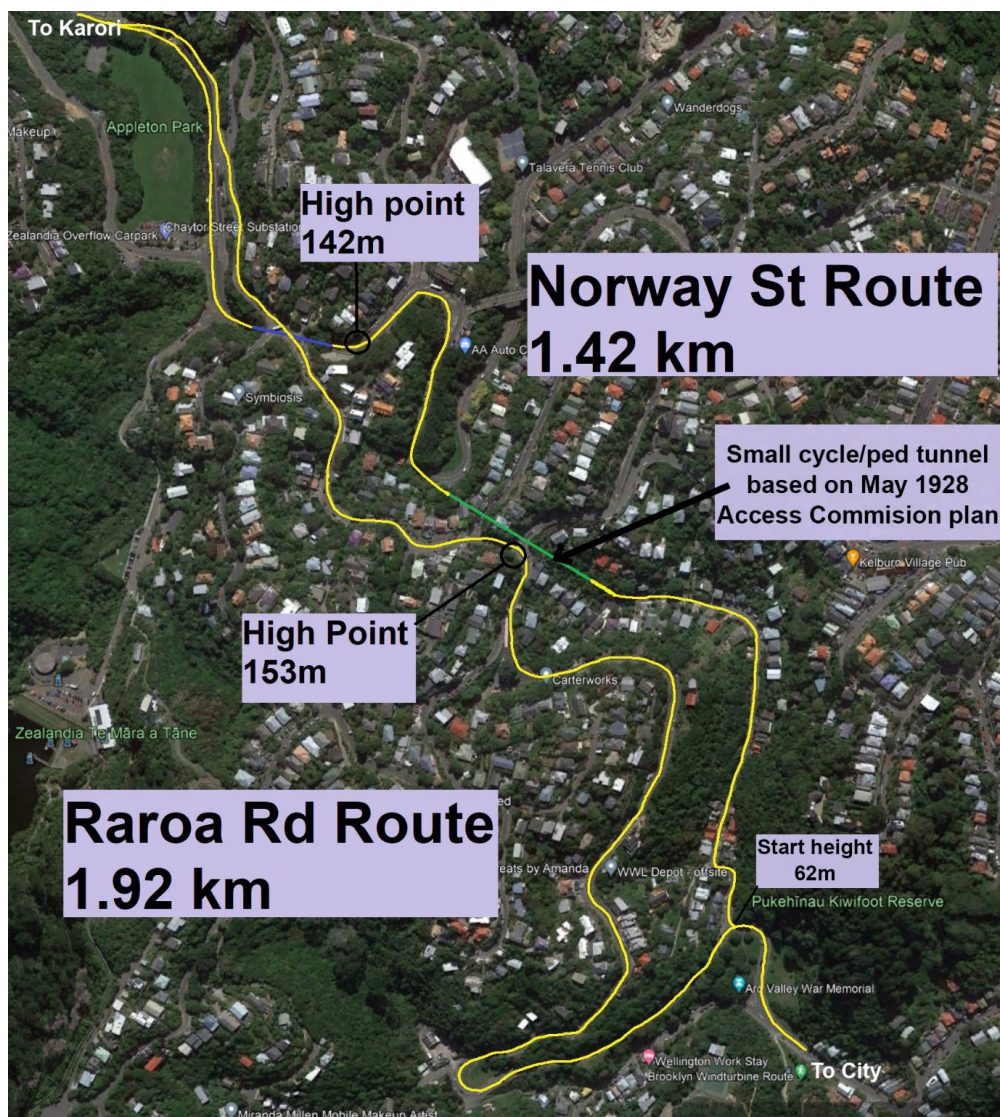 To Karori
Makeup
Appleton Park
Wanderdogs
Talavera Tennis Club
High point
142m
Zealandia Overflow Carpark
Chaytor Street Substation
Norway St Route
1.42 km
AA Auto C
Symbiosis
Small cycle/ped tunnel
based on May 1928
Access Commision plan
Kelburn Village Pub
High Point
153m
Carterworks
Zealandia Te Māra a Tāne
Raroa Rd Route
1.92 km
ed
reats by Amanda
WWL Depot - offsite
Start height
62m
Pukehīnau Kiwifoot Reserve
Aro Valley War Memorial
Wellington Work Stay
Brooklyn Windturbine Route
To City
Miranda Millen Mobile Makeup Artist